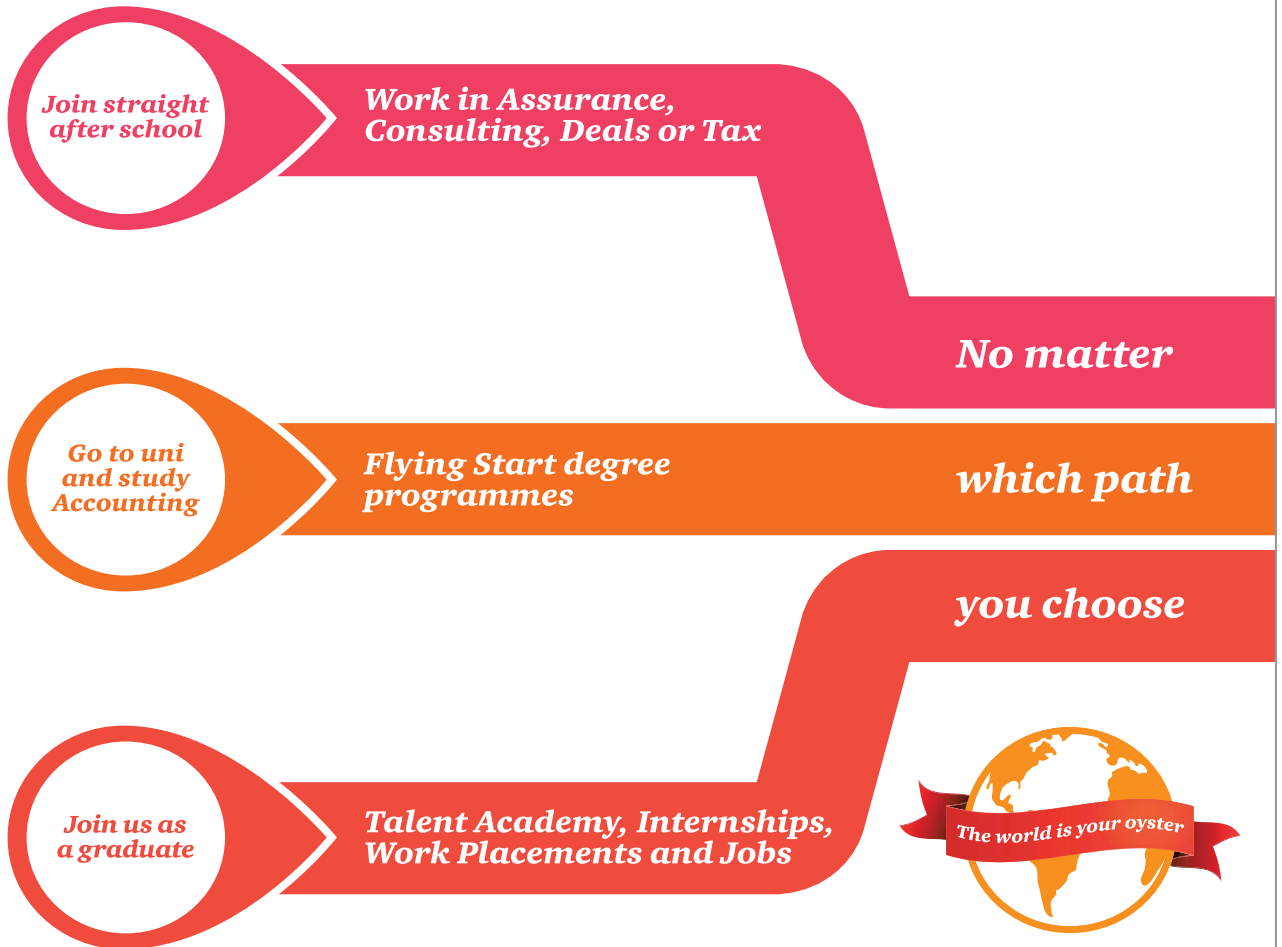 Join straight
after school
Work in Assurance,
Consulting, Deals or Tax
No matter
Go to uni
and study
Accounting
Flying Start degree
programmes
which path
you choose
Join us as
a graduate
Talent Academy, Internships,
Work Placements and Jobs
The world is your oyster